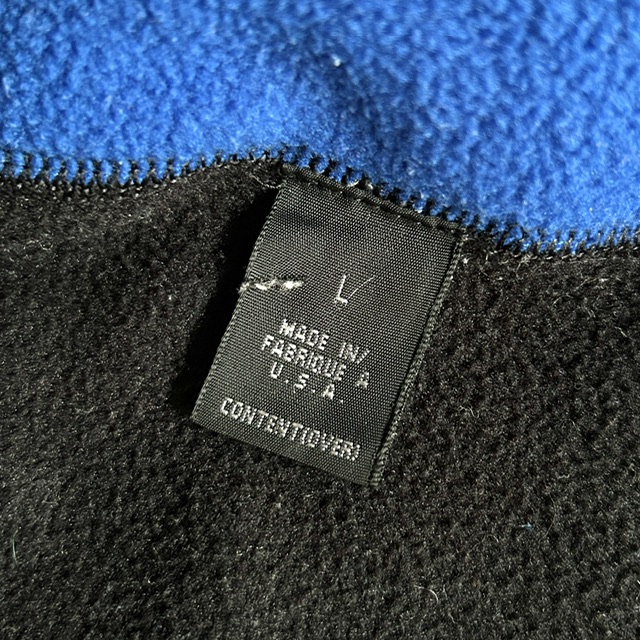 L
MADE IN/
FABRIQUE A
U.S.A.
CONTENT(OVER)